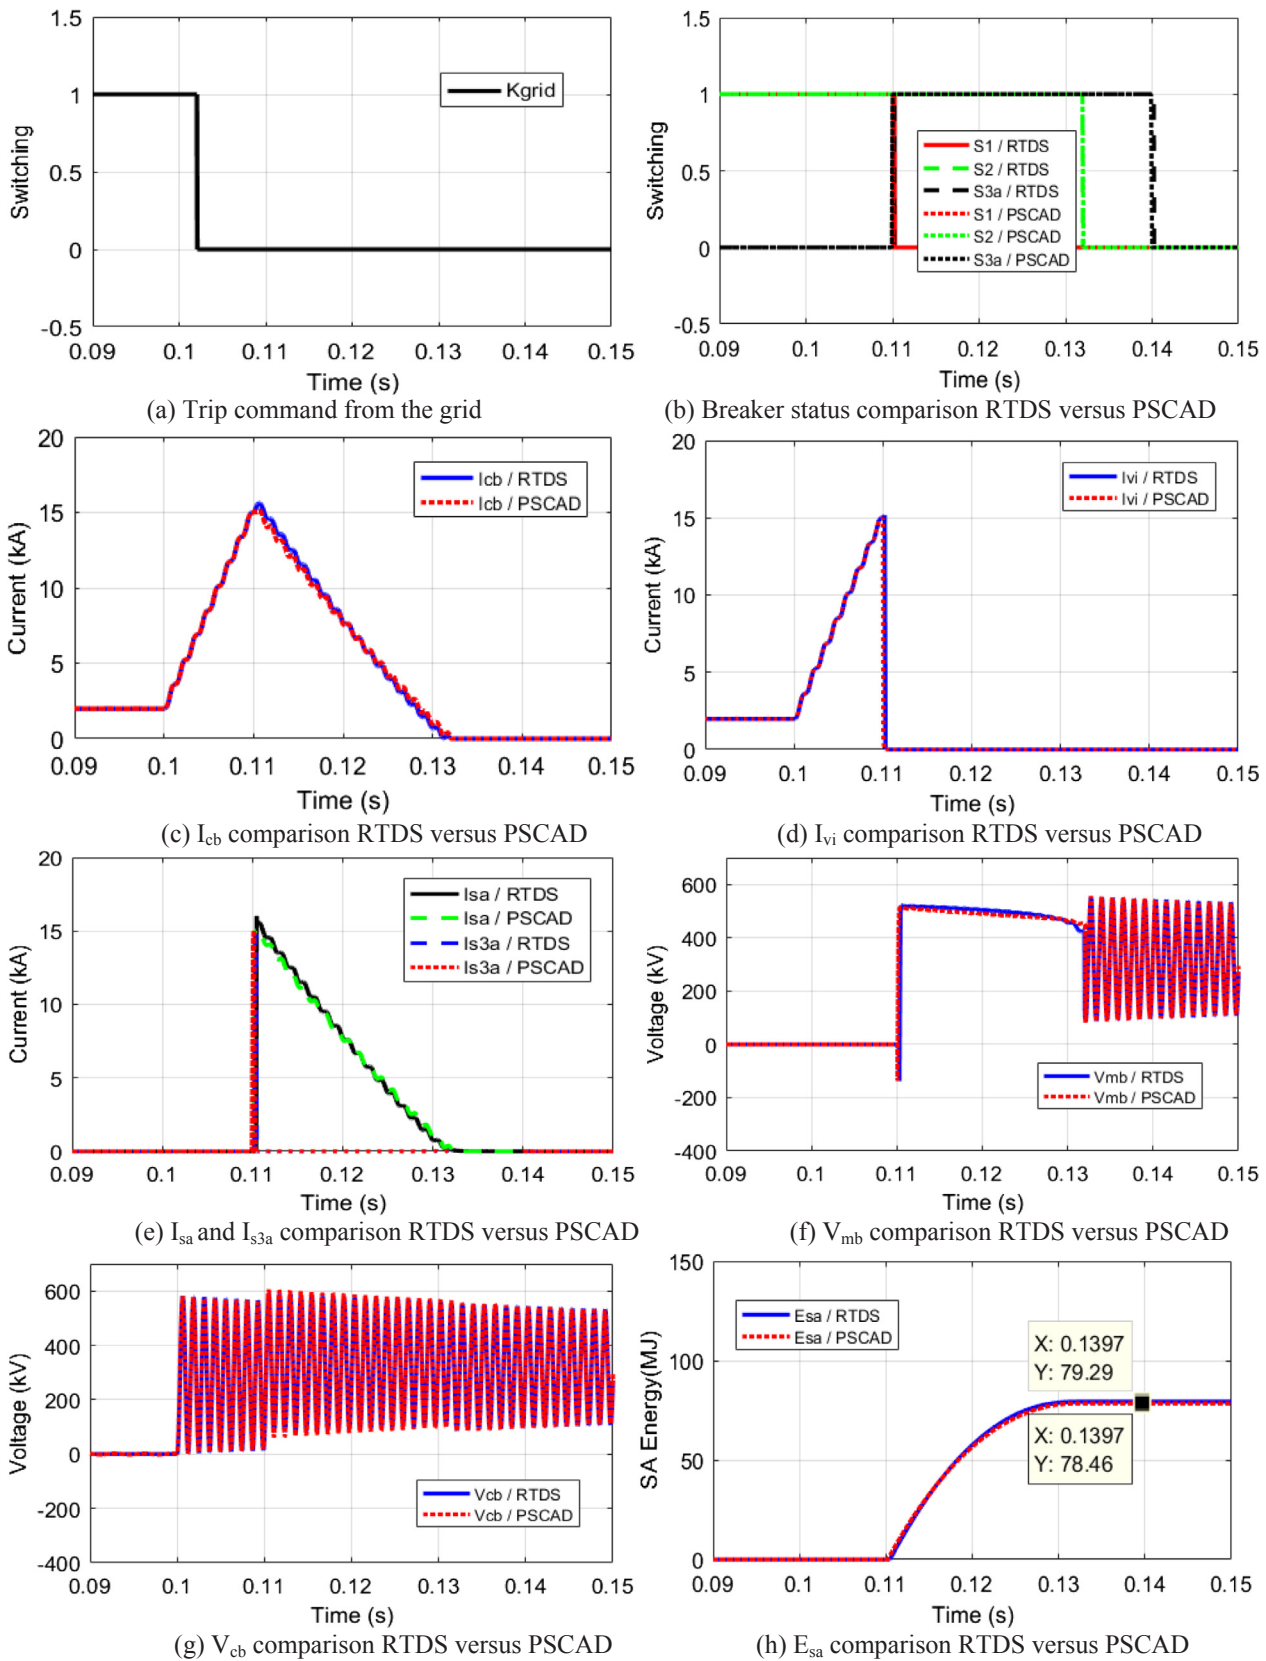 1.5
1
0.5
0
-0.5
Switching
Kgrid
0.09 0.1 0.11 0.12 0.13 0.14 0.15
Time (s)
(a) Trip command from the grid
1.5
1
0.5
0
-0.5
Switching
S1 / RTDS
S2 / RTDS
S3a / RTDS
S1 / PSCAD
S2 / PSCAD
S3a / PSCAD
0.09 0.1 0.11 0.12 0.13 0.14 0.15
Time (s)
(b) Breaker status comparison RTDS versus PSCAD
20
15
10
5
0
Current (kA)
Icb / RTDS
Icb / PSCAD
0.09 0.1 0.11 0.12 0.13 0.14 0.15
Time (s)
(c) Icb comparison RTDS versus PSCAD
20
15
10
5
0
Current (kA)
Ivi / RTDS
Ivi / PSCAD
0.09 0.1 0.11 0.12 0.13 0.14 0.15
Time (s)
(d) Ivi comparison RTDS versus PSCAD
20
15
10
5
0
Current (kA)
Isa / RTDS
Isa / PSCAD
Is3a / RTDS
Is3a / PSCAD
0.09 0.1 0.11 0.12 0.13 0.14 0.15
Time (s)
(e) Isa and Is3a comparison RTDS versus PSCAD
600
400
200
0
-200
-400
Voltage (kV)
Vmb / RTDS
Vmb / PSCAD
0.09 0.1 0.11 0.12 0.13 0.14 0.15
Time (s)
(f) Vmb comparison RTDS versus PSCAD
600
400
200
0
-200
-400
Voltage (kV)
Vcb / RTDS
Vcb / PSCAD
0.09 0.1 0.11 0.12 0.13 0.14 0.15
Time (s)
(g) Vcb comparison RTDS versus PSCAD
150
100
50
0
SA Energy(MJ)
Esa / RTDS
Esa / PSCAD
X: 0.1397
Y: 79.29
X: 0.1397
Y: 78.46
0.09 0.1 0.11 0.12 0.13 0.14 0.15
Time (s)
(h) Esa comparison RTDS versus PSCAD